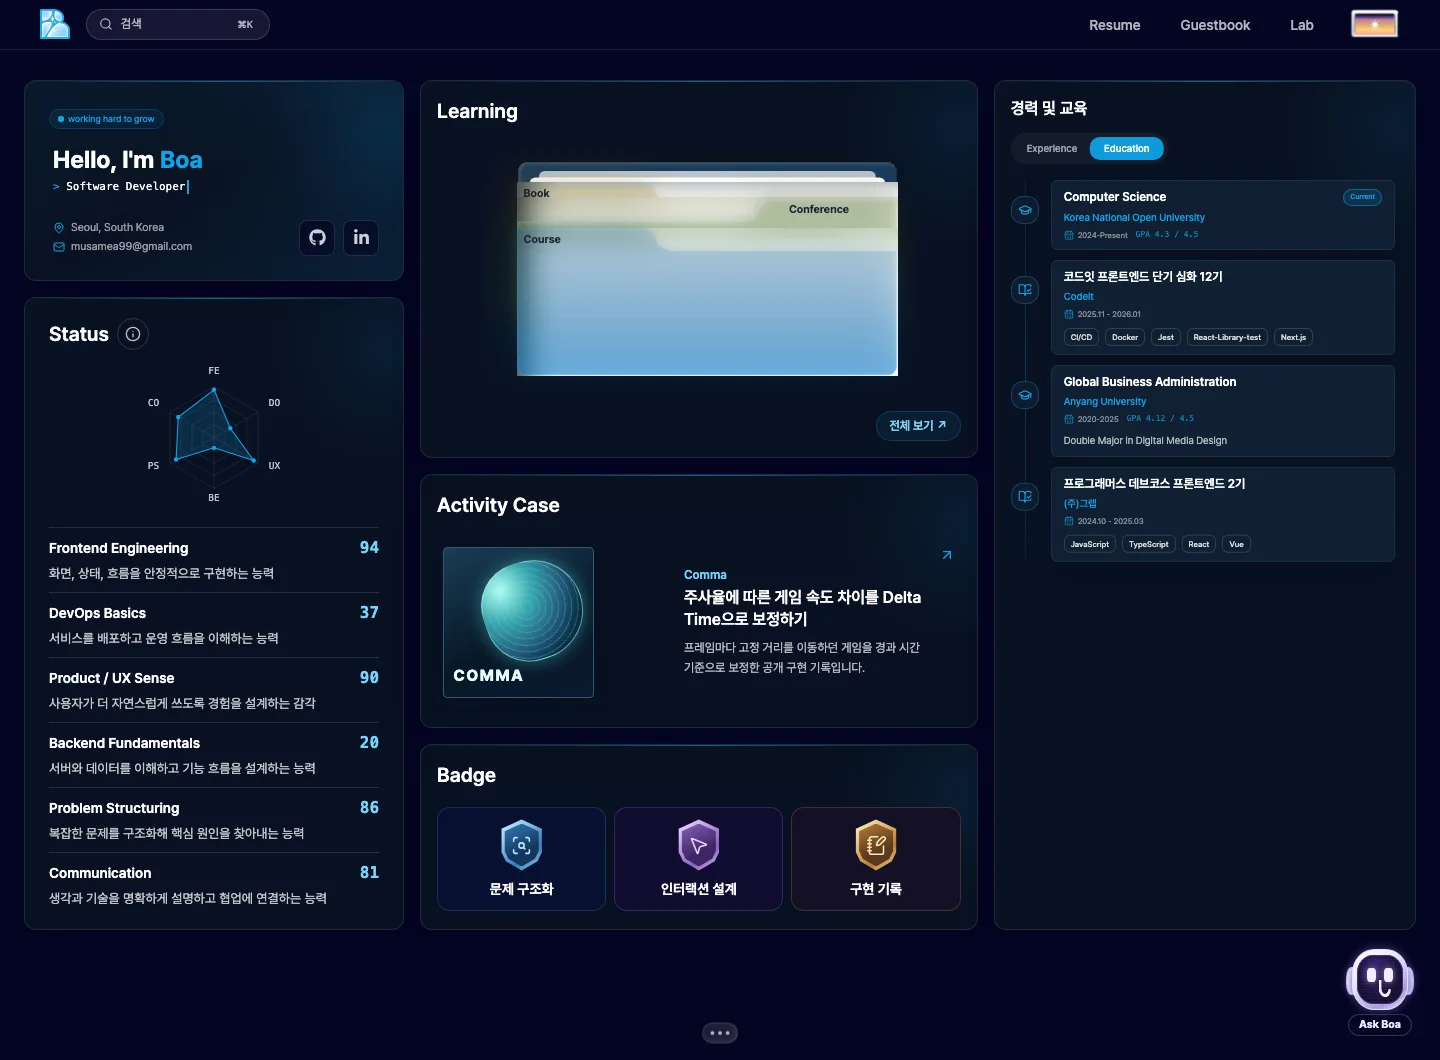 검색
⌘K
Resume
Guestbook
Lab
working hard to grow
Hello, I'm Boa
> Software Developer
Seoul, South Korea
musamea99@gmail.com
in
Status
FE
CO
DO
PS
UX
BE
Frontend Engineering 94
화면, 상태, 흐름을 안정적으로 구현하는 능력
DevOps Basics 37
서비스를 배포하고 운영 흐름을 이해하는 능력
Product / UX Sense 90
사용자가 더 자연스럽게 쓰도록 경험을 설계하는 감각
Backend Fundamentals 20
서버와 데이터를 이해하고 기능 흐름을 설계하는 능력
Problem Structuring 86
복잡한 문제를 구조화해 핵심 원인을 찾아내는 능력
Communication 81
생각과 기술을 명확하게 설명하고 협업에 연결하는 능력
Learning
Book
Conference
Course
전체 보기
Activity Case
COMMA
Comma
주사율에 따른 게임 속도 차이를 Delta
Time으로 보정하기
프레임마다 고정 거리를 이동하던 게임을 경과 시간
기준으로 보정한 공개 구현 기록입니다.
Badge
문제 구조화
인터랙션 설계
구현 기록
경력 및 교육
Experience
Education
Computer Science
Current
Korea National Open University
2024-Present GPA 4.3 / 4.5
코드잇 프론트엔드 단기 심화 12기
Codeit
2025.11 - 2026.01
CI/CD Docker Jest React-Library-test Next.js
Global Business Administration
Anyang University
2020-2025 GPA 4.12 / 4.5
Double Major in Digital Media Design
프로그래머스 데브코스 프론트엔드 2기
(주)그렙
2024.10 - 2025.03
JavaScript TypeScript React Vue
Ask Boa